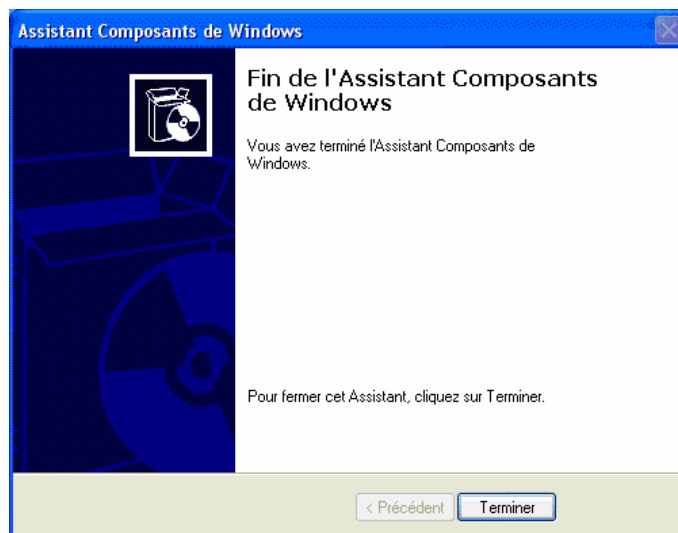 Assistant Composants de Windows
Fin de l'Assistant Composants
de Windows
Vous avez terminé l'Assistant Composants de
Windows.
Pour fermer cet Assistant, cliquez sur Terminer.
< Précédent
Terminer